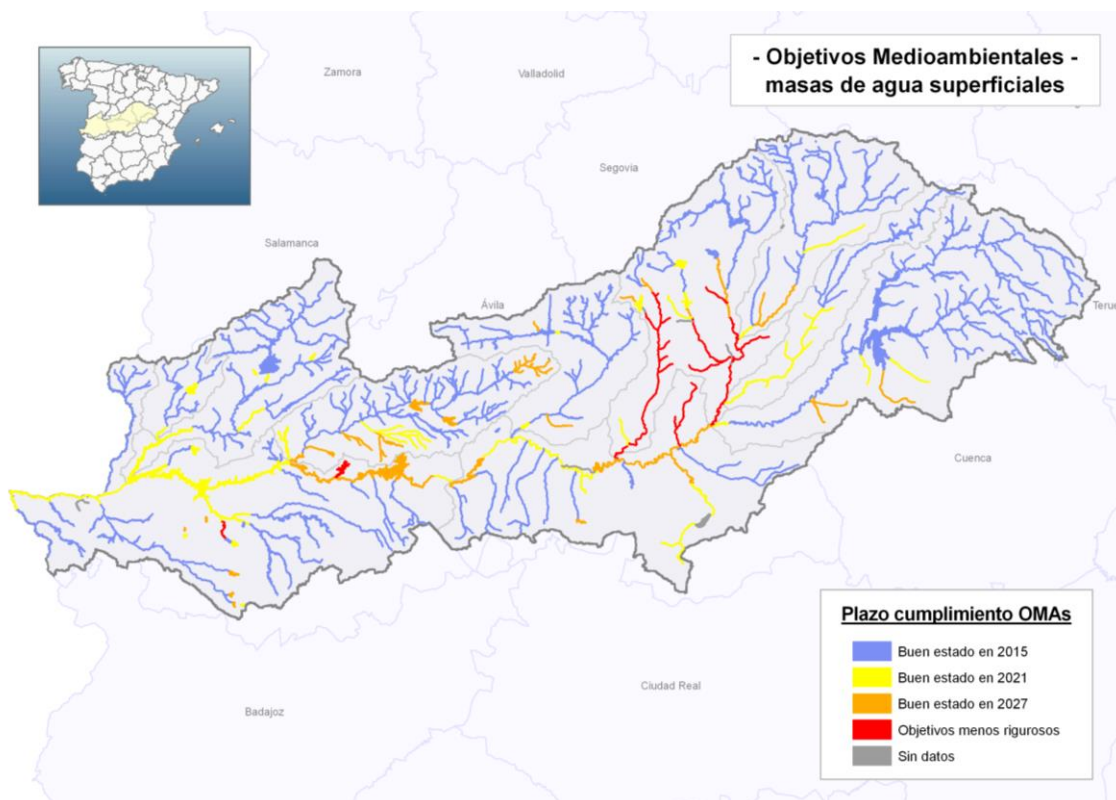 - Objetivos Medioambientales -
masas de agua superficiales
Zamora
Valladolid
Segovia
Salamanca
Ávila
Teru
Cuenca
Ciudad Real
Badajoz
Plazo cumplimiento OMAs
Buen estado en 2015
Buen estado en 2021
Buen estado en 2027
Objetivos menos rigurosos
Sin datos